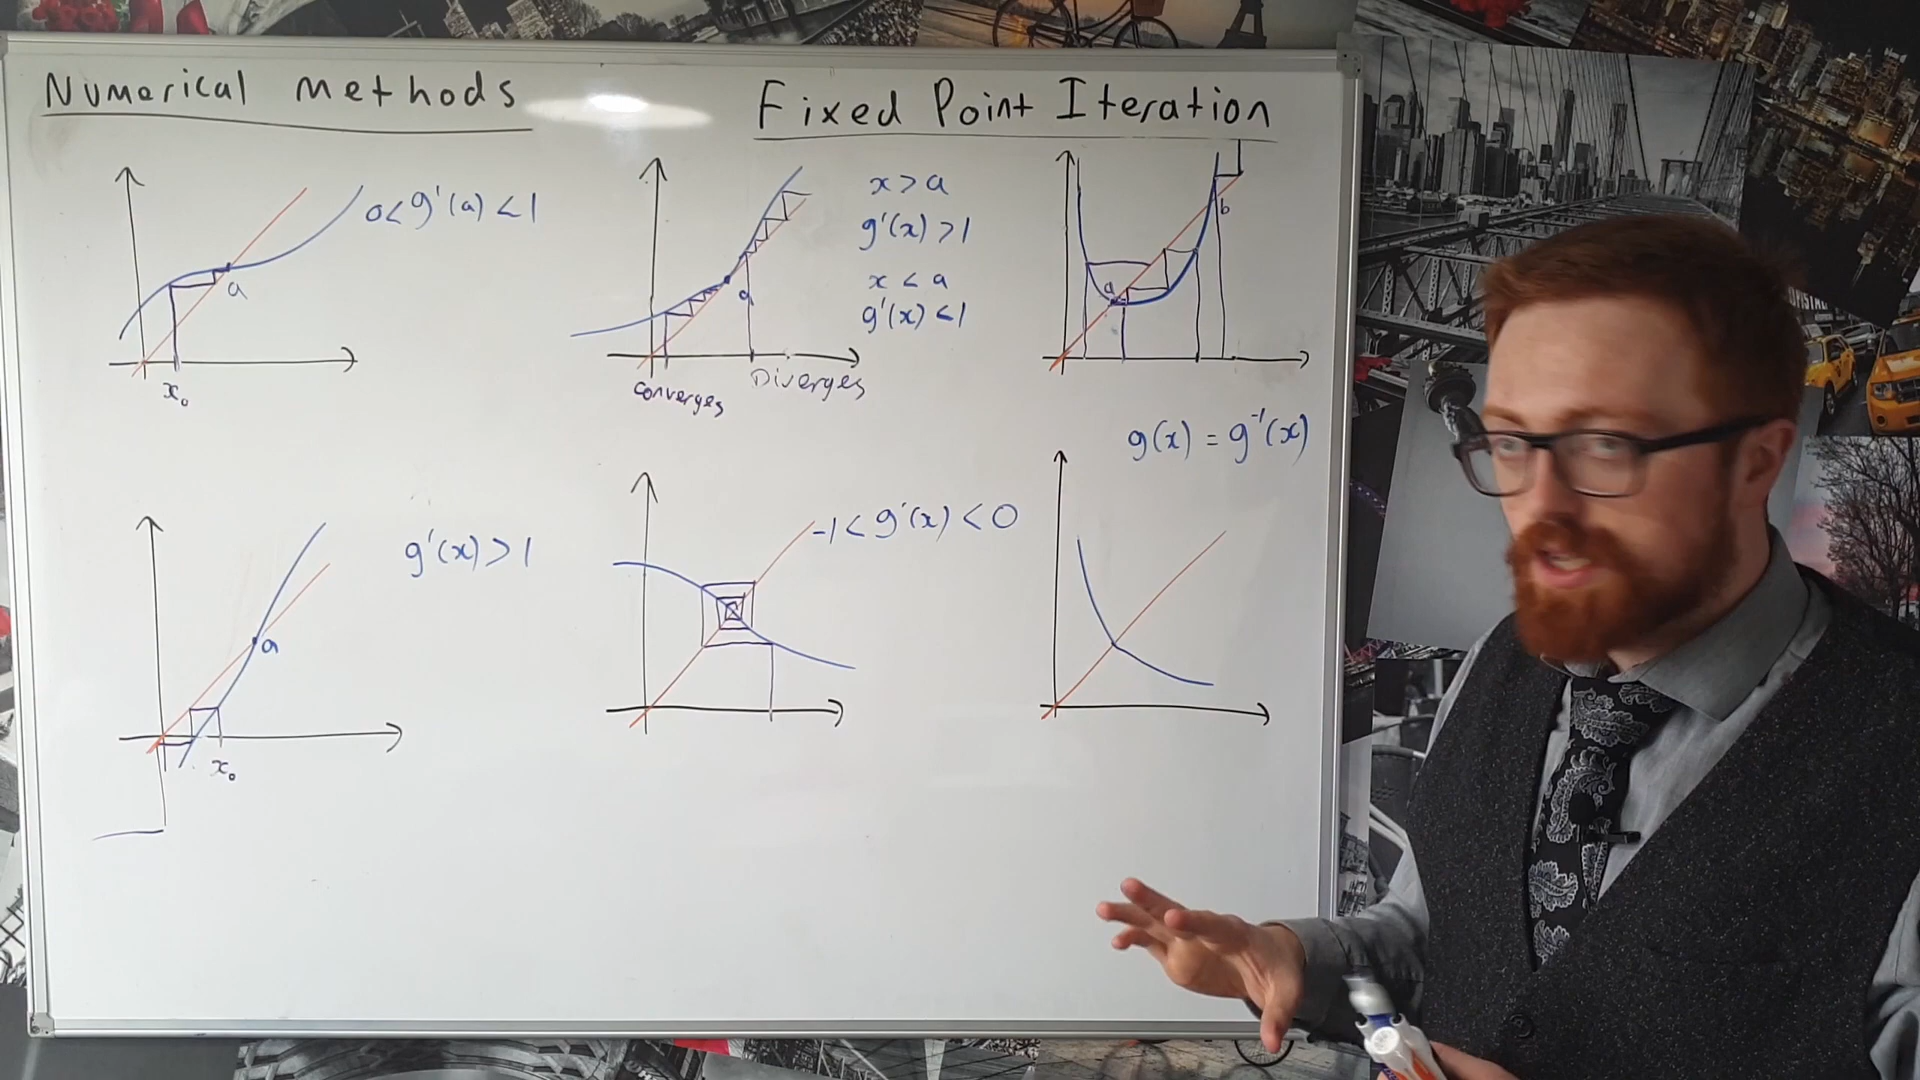 Numerical methods
Fixed Point Iteration
0<g'(a)<1
a
x₀
x>a
g'(x)>1
x<a
g'(x)<1
a
converges
Diverges
a
b
g'(x)>1
a
x₀
-1<g'(x)<0
g(x)=g⁻¹(x)